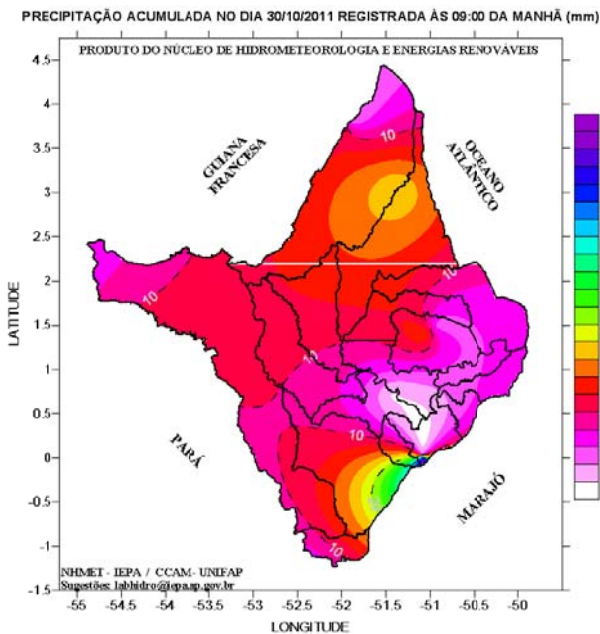 PRECIPITAÇÃO ACUMULADA NO DIA 30/10/2011 REGISTRADA ÀS 09:00 DA MANHÃ (mm)
PRODUTO DO NÚCLEO DE HIDROMETEOROLOGIA E ENERGIAS RENOVÁVEIS
4.5
4
3.5
3
2.5
2
1.5
1
0.5
0
-0.5
-1
-1.5
LATITUDE
GUIANA
FRANCESA
OCEANO
ATLÂNTICO
10
10
10
10
10
10
PARÁ
MARAJÓ
NHMET - IEPA / CCAM- UNIFAP
Sugestões: labhidro@iepa.ap.gov.br
-55
-54.5
-54
-53.5
-53
-52.5
-52
-51.5
-51
-50.5
-50
LONGITUDE